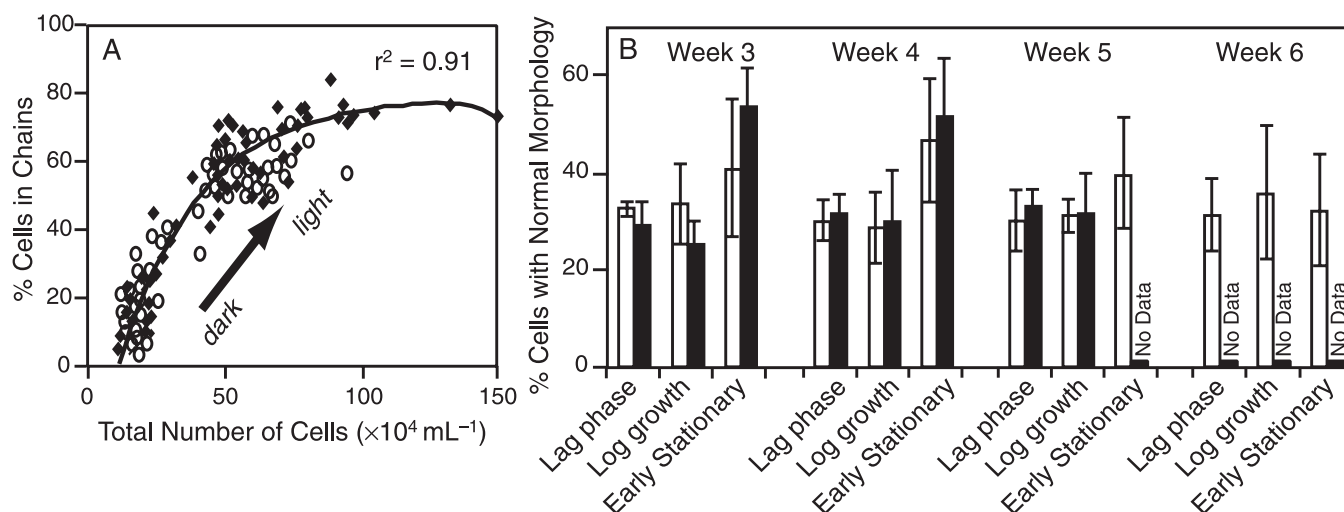 A
r² = 0.91
% Cells in Chains
100
80
60
40
20
0
dark
light
0
50
100
150
Total Number of Cells (×10⁴ mL⁻¹)
B
Week 3
Week 4
Week 5
Week 6
% Cells with Normal Morphology
60
40
20
0
No Data
No Data
No Data
No Data
Lag phase
Log growth
Early Stationary
Lag phase
Log growth
Early Stationary
Lag phase
Log growth
Early Stationary
Lag phase
Log growth
Early Stationary